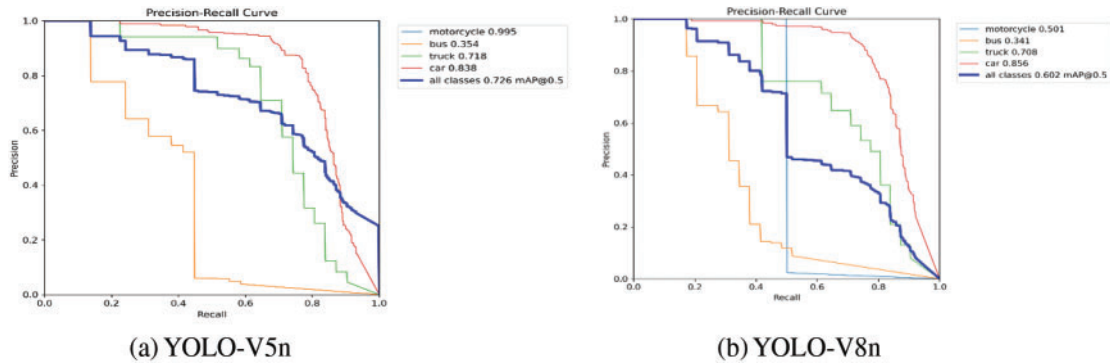 Precision-Recall Curve
1.0
0.8
0.6
0.4
0.2
0.0
Precision
0.0 0.2 0.4 0.6 0.8 1.0
Recall
motorcycle 0.995
bus 0.354
truck 0.718
car 0.838
all classes 0.726 mAP@0.5
(a) YOLO-V5n
Precision-Recall Curve
1.0
0.8
0.6
0.4
0.2
0.0
Precision
0.0 0.2 0.4 0.6 0.8 1.0
Recall
motorcycle 0.501
bus 0.341
truck 0.708
car 0.856
all classes 0.602 mAP@0.5
(b) YOLO-V8n